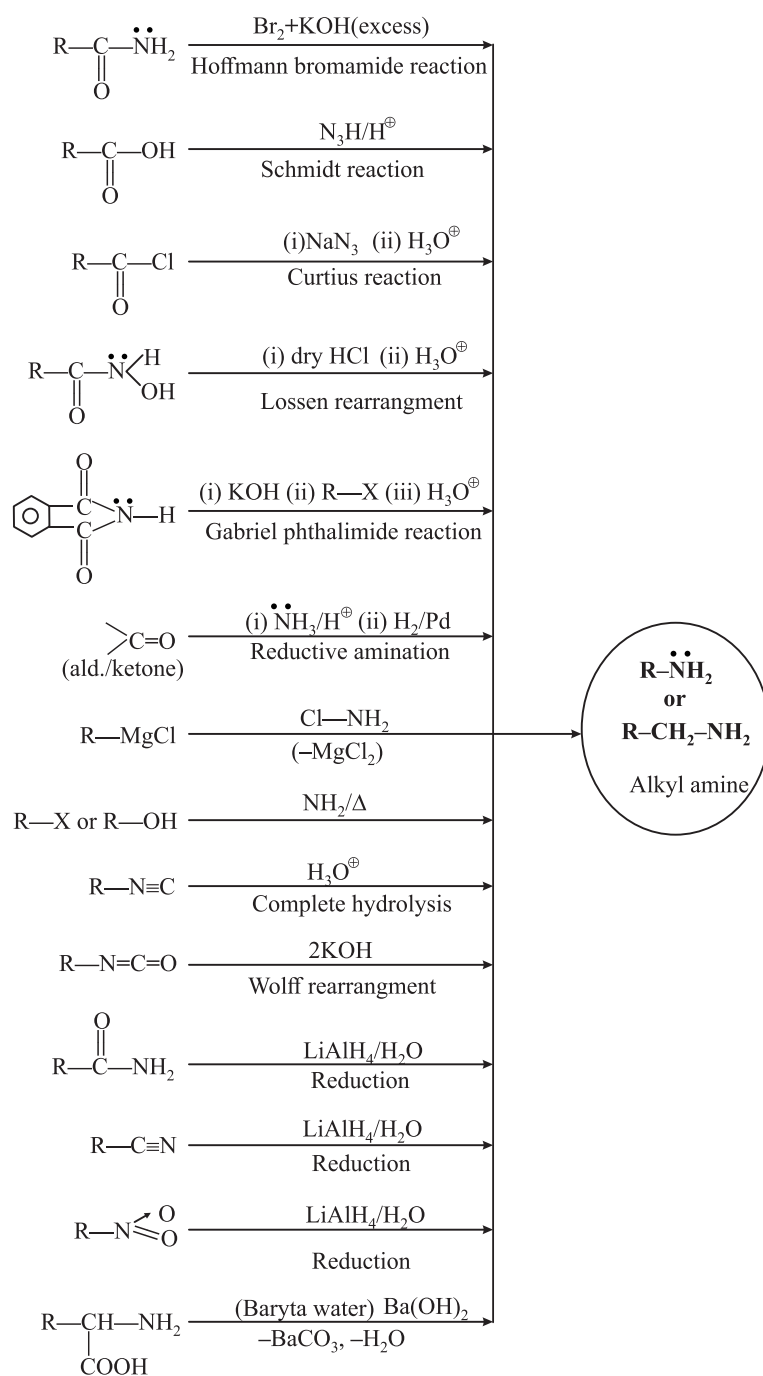 R—C—NH₂
O
Br₂+KOH(excess)
Hoffmann bromamide reaction
R—C—OH
O
N₃H/H⊕
Schmidt reaction
R—C—Cl
O
(i)NaN₃ (ii) H₃O⊕
Curtius reaction
R—C—N
H
OH
O
(i) dry HCl (ii) H₃O⊕
Lossen rearrangment
O
C
N—H
C
O
(i) KOH (ii) R—X (iii) H₃O⊕
Gabriel phthalimide reaction
C=O
(ald./ketone)
(i) NH₃/H⊕ (ii) H₂/Pd
Reductive amination
R—MgCl
Cl—NH₂
(–MgCl₂)
R—X or R—OH
NH₂/Δ
R—N≡C
H₃O⊕
Complete hydrolysis
R—N=C=O
2KOH
Wolff rearrangment
O
R—C—NH₂
LiAlH₄/H₂O
Reduction
R—C≡N
LiAlH₄/H₂O
Reduction
R—N
O
O
LiAlH₄/H₂O
Reduction
R—CH—NH₂
COOH
(Baryta water) Ba(OH)₂
–BaCO₃, –H₂O
R–NH₂
or
R–CH₂–NH₂
Alkyl amine